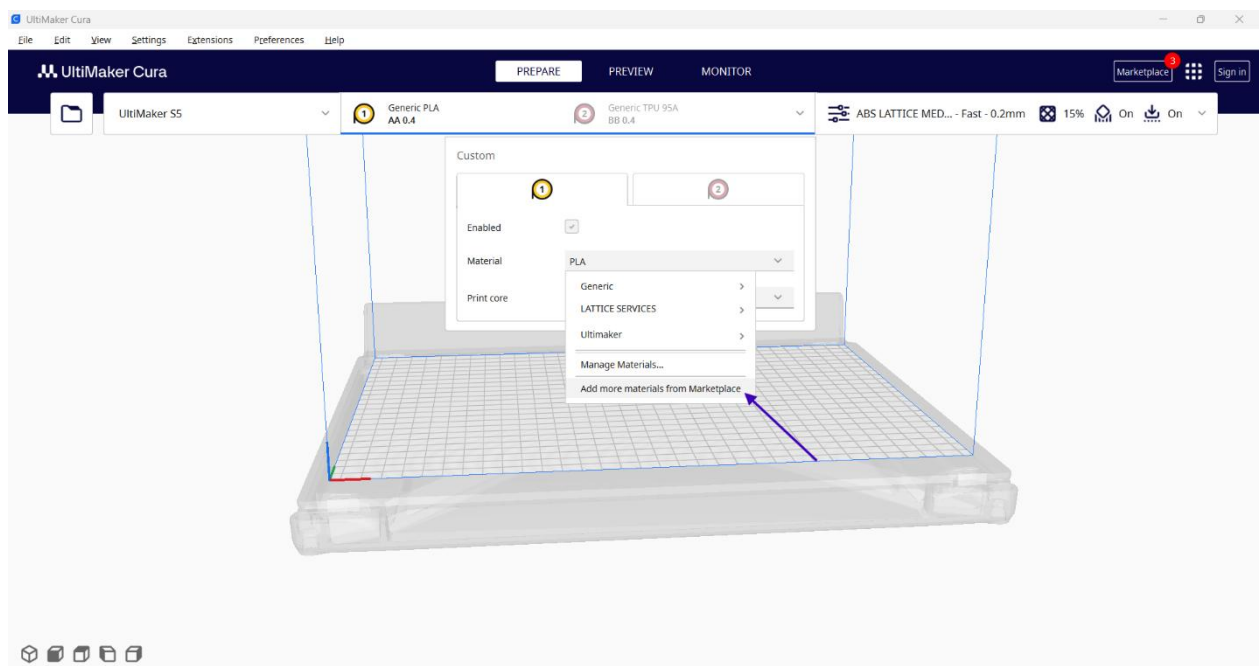 UltiMaker Cura
File Edit View Settings Extensions Preferences Help
UltiMaker Cura PREPARE PREVIEW MONITOR 3 Marketplace Sign in
UltiMaker S5 1 Generic PLA 2 Generic TPU 95A ABS LATTICE MED... - Fast - 0.2mm 15% On On
AA 0.4 BB 0.4
Custom
1 2
Enabled
Material PLA
Generic
Print core
LATTICE SERVICES
Ultimaker
Manage Materials...
Add more materials from Marketplace